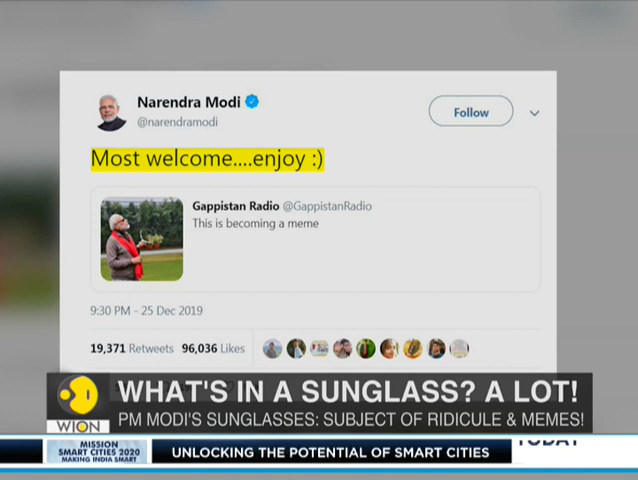 Narendra Modi
@narendramodi
Follow
Most welcome....enjoy :)
Gappistan Radio @GappistanRadio
This is becoming a meme
9:30 PM - 25 Dec 2019
19,371 Retweets 96,036 Likes
WHAT'S IN A SUNGLASS? A LOT!
PM MODI'S SUNGLASSES: SUBJECT OF RIDICULE & MEMES!
WION
MISSION
SMART CITIES 2020
MAKING INDIA SMART
UNLOCKING THE POTENTIAL OF SMART CITIES